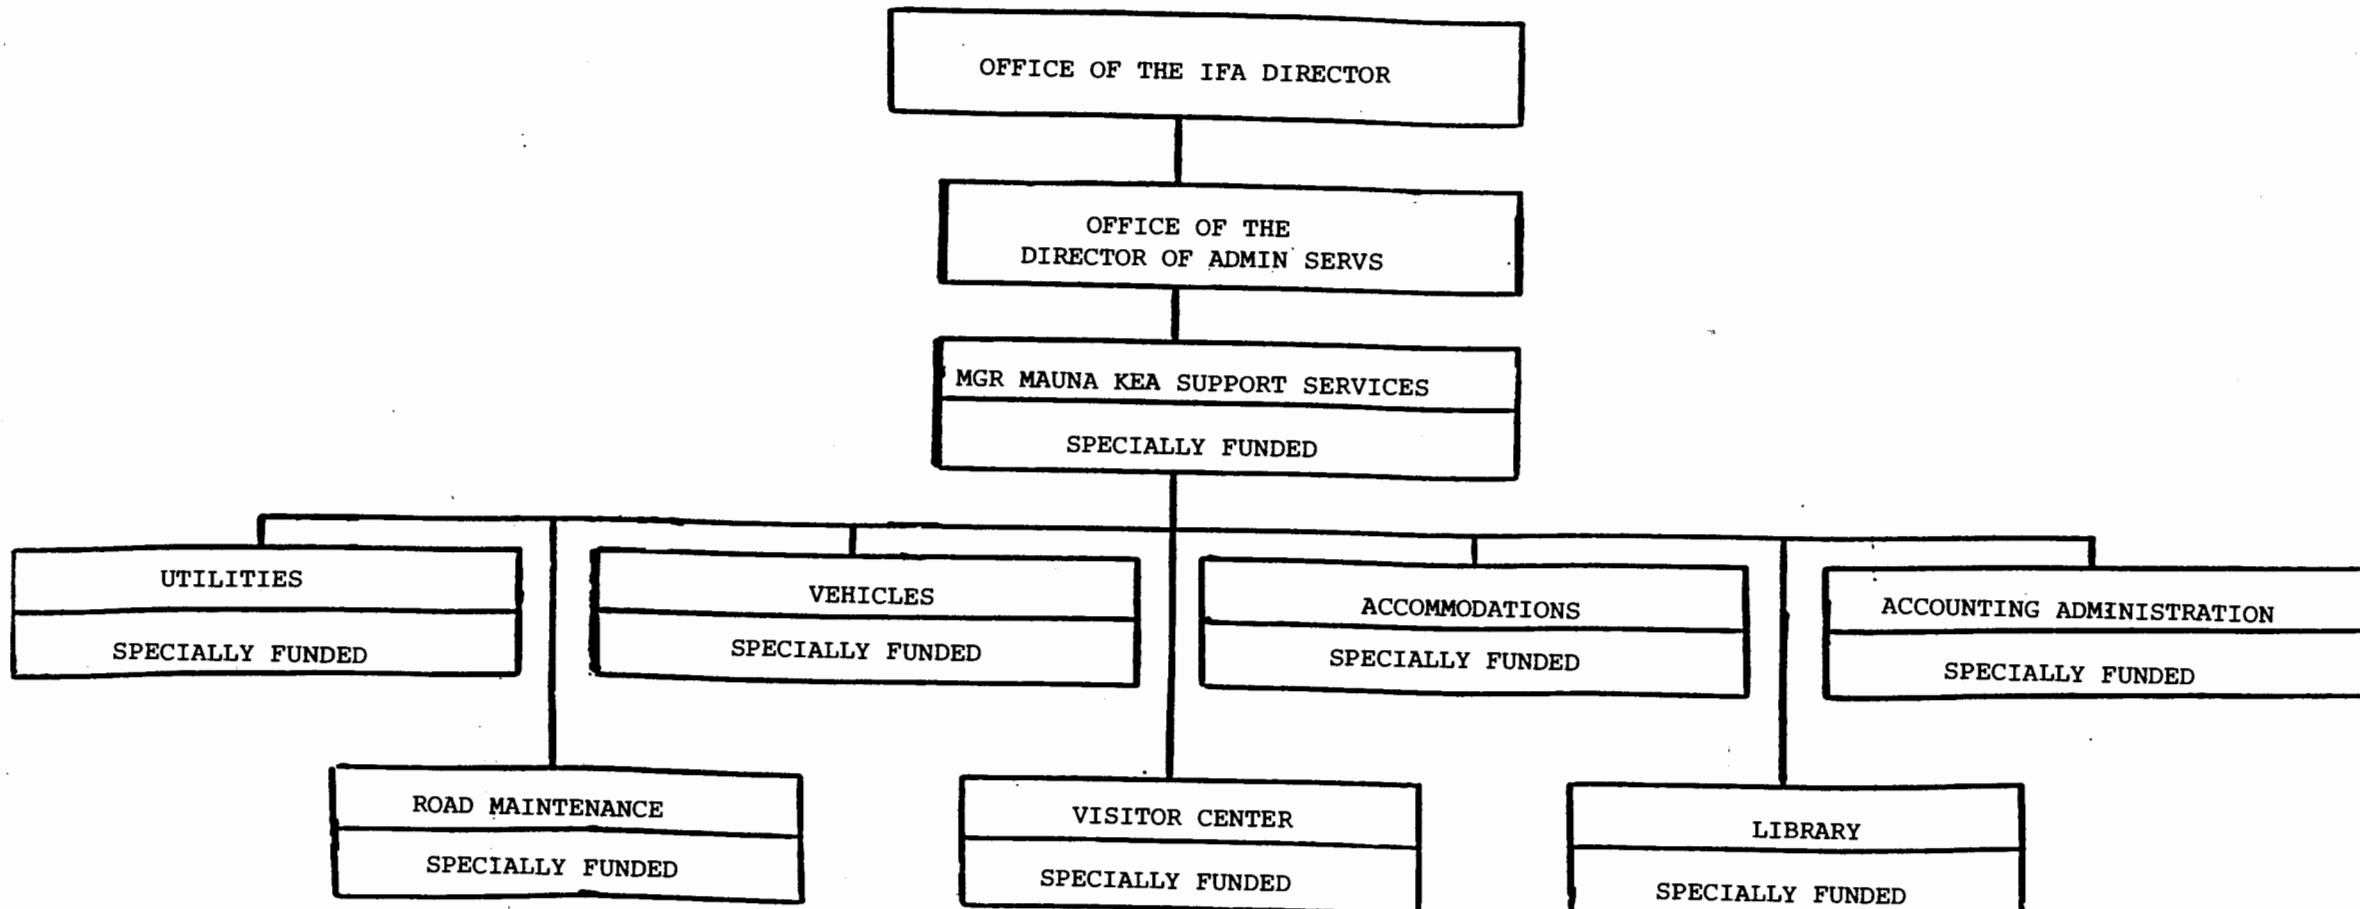 OFFICE OF THE IFA DIRECTOR
OFFICE OF THE
DIRECTOR OF ADMIN SERVS
MGR MAUNA KEA SUPPORT SERVICES
SPECIALLY FUNDED
UTILITIES
SPECIALLY FUNDED
VEHICLES
SPECIALLY FUNDED
ACCOMMODATIONS
SPECIALLY FUNDED
ACCOUNTING ADMINISTRATION
SPECIALLY FUNDED
ROAD MAINTENANCE
SPECIALLY FUNDED
VISITOR CENTER
SPECIALLY FUNDED
LIBRARY
SPECIALLY FUNDED